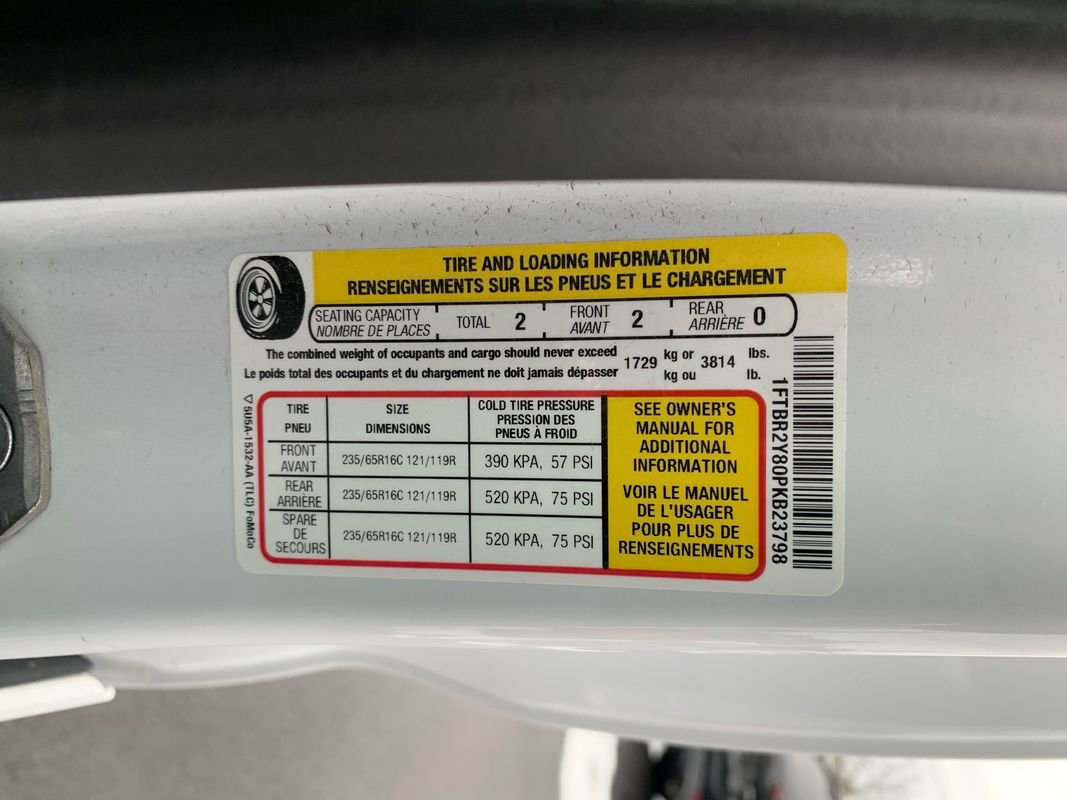 TIRE AND LOADING INFORMATION
RENSEIGNEMENTS SUR LES PNEUS ET LE CHARGEMENT
SEATING CAPACITY
NOMBRE DE PLACES
TOTAL 2
FRONT
AVANT
2
REAR
ARRIÈRE
0
The combined weight of occupants and cargo should never exceed
Le poids total des occupants et du chargement ne doit jamais dépasser
1729
kg or
kg ou
3814
lbs.
lb.
TIRE
PNEU
SIZE
DIMENSIONS
COLD TIRE PRESSURE
PRESSION DES
PNEUS À FROID
FRONT
AVANT
235/65R16C 121/119R
390 KPA, 57 PSI
REAR
ARRIÈRE
235/65R16C 121/119R
520 KPA, 75 PSI
SPARE
DE
SECOURS
235/65R16C 121/119R
520 KPA, 75 PSI
SEE OWNER'S
MANUAL FOR
ADDITIONAL
INFORMATION
VOIR LE MANUEL
DE L'USAGER
POUR PLUS DE
RENSEIGNEMENTS
5U5A-1532-AA (TLC) FoMoCo
1FTBR2Y80PKB23798